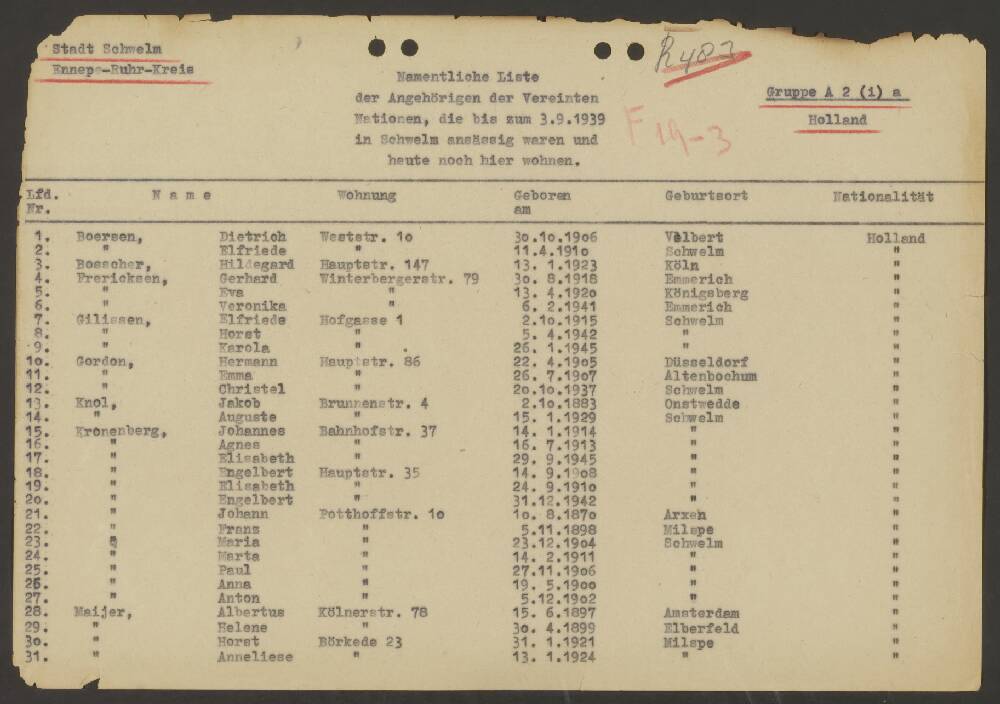 Stadt Schwelm
Ennepe-Ruhr-Kreis
R 483
Namentliche Liste
der Angehörigen der Vereinten
Nationen, die bis zum 3.9.1939
in Schwelm ansässig waren und
heute noch hier wohnen.
F 19-3
Gruppe A 2 (1) a
Holland
Lfd. Nr. Name Wohnung Geboren am Geburtsort Nationalität
1. Boersen, Dietrich Weststr. 1o 3o.1o.19o6 Velbert Holland
2. " Elfriede " 11.4.191o Schwelm "
3. Bosscher, Hildegard Hauptstr. 147 13. 1.1923 Köln "
4. Frericksen, Gerhard Winterbergerstr. 79 3o. 8.1918 Emmerich "
5. " Eva " 13. 4.192o Königsberg "
6. " Veronika " 6. 2.1941 Emmerich "
7. Gilissen, Elfriede Hofgasse 1 2.1o.1915 Schwelm "
8. " Horst " 5. 4.1942 " "
9. " Karola " 26. 1.1945 " "
1o. Gordon, Hermann Hauptstr. 86 22. 4.19o5 Düsseldorf "
11. " Emma " 26. 7.19o7 Altenbochum "
12. " Christel " 2o.1o.1937 Schwelm "
13. Knol, Jakob Brunnenstr. 4 2.1o.1883 Onstwedde "
14. " Auguste " 15. 1.1929 Schwelm "
15. Kronenberg, Johannes Bahnhofstr. 37 14. 1.1914 " "
16. " Agnes " 16. 7.1913 " "
17. " Elisabeth " 29. 9.1945 " "
18. " Engelbert Hauptstr. 35 14. 9.19o8 " "
19. " Elisabeth " 24. 9.191o " "
2o. " Engelbert " 31.12.1942 " "
21. " Johann Potthoffstr. 1o 1o. 8.187o Arxen "
22. " Franz " 5.11.1898 Milspe "
23. " Maria " 23.12.19o4 Schwelm "
24. " Marta " 14. 2.1911 " "
25. " Paul " 27.11.19o6 " "
26. " Anna " 19. 5.19oo " "
27. " Anton " 5.12.19o2 " "
28. Maijer, Albertus Kölnerstr. 78 15. 6.1897 Amsterdam "
29. " Helene " 3o. 4.1899 Elberfeld "
3o. " Horst Börkede 23 31. 1.1921 Milspe "
31. " Anneliese " 13. 1.1924 " "